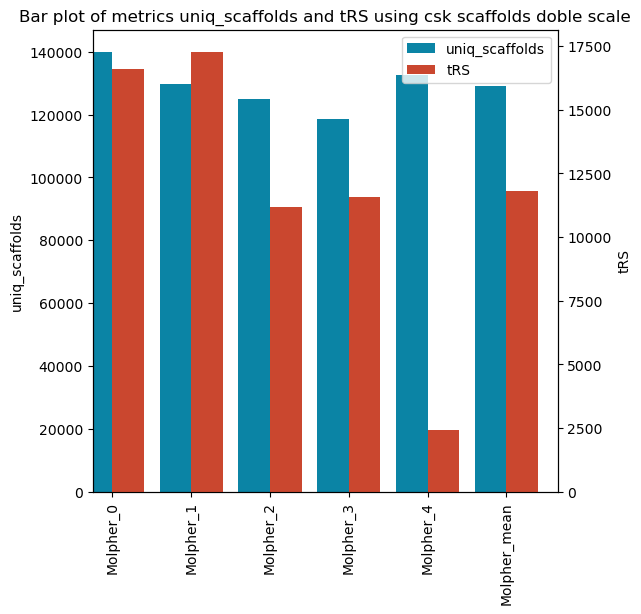 Bar plot of metrics uniq_scaffolds and tRS using csk scaffolds doble scale
uniq_scaffolds
tRS
140000
120000
100000
80000
60000
40000
20000
0
uniq_scaffolds
17500
15000
12500
10000
7500
5000
2500
0
tRS
Molpher_0
Molpher_1
Molpher_2
Molpher_3
Molpher_4
Molpher_mean